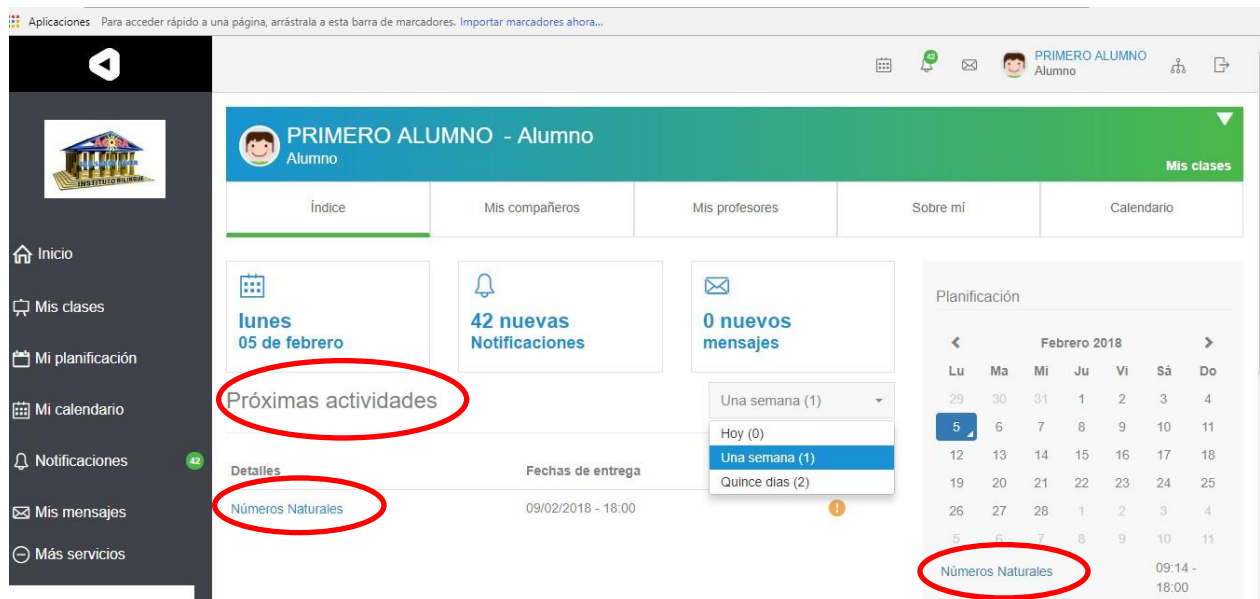 Aplicaciones Para acceder rápido a una página, arrástrala a esta barra de marcadores. Importar marcadores ahora...
42
PRIMERO ALUMNO
Alumno
AGORA
INSTITUTO BILINGUE
PRIMERO ALUMNO - Alumno
Alumno
Mis clases
Índice
Mis compañeros
Mis profesores
Sobre mí
Calendario
Inicio
Mis clases
Mi planificación
Mi calendario
Notificaciones 42
Mis mensajes
Más servicios
lunes
05 de febrero
42 nuevas
Notificaciones
0 nuevos
mensajes
Próximas actividades
Una semana (1)
Hoy (0)
Una semana (1)
Quince dias (2)
Detalles Fechas de entrega
Números Naturales 09/02/2018 - 18:00 !
Planificación
Febrero 2018
Lu Ma Mi Ju Vi Sá Do
29 30 31 1 2 3 4
5 6 7 8 9 10 11
12 13 14 15 16 17 18
19 20 21 22 23 24 25
26 27 28 1 2 3 4
5 6 7 8 9 10 11
Números Naturales 09:14 -
18:00